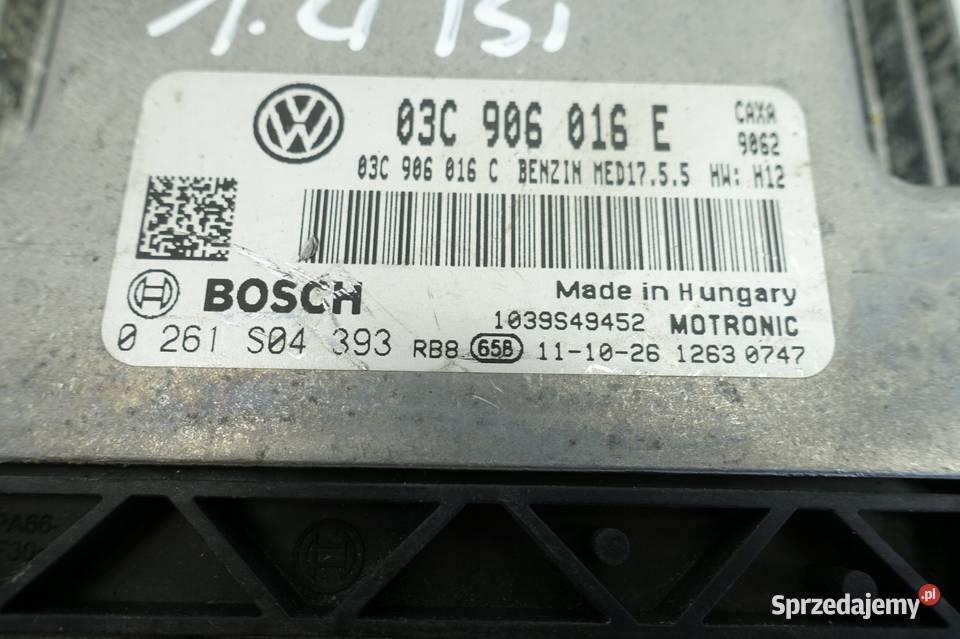 1.4 TSi
03C 906 016 E
CAXA
9062
03C 906 016 C BENZIN MED17.5.5 HW: H12
BOSCH
Made in Hungary
1039S49452 MOTRONIC
0 261 S04 393 RB8 65B 11-10-26 1263 0747
PA66-
Sprzedajemy.pl